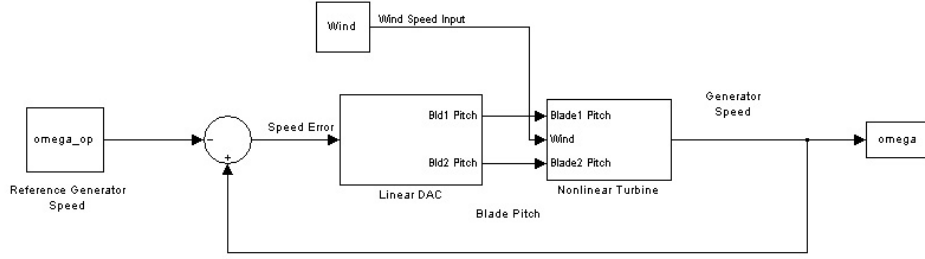 Wind
Wind Speed Input
omega_op
Reference Generator
Speed
-
+
Speed Error
Bld1 Pitch
Bld2 Pitch
Linear DAC
Blade Pitch
Blade1 Pitch
Wind
Blade2 Pitch
Nonlinear Turbine
Generator
Speed
omega